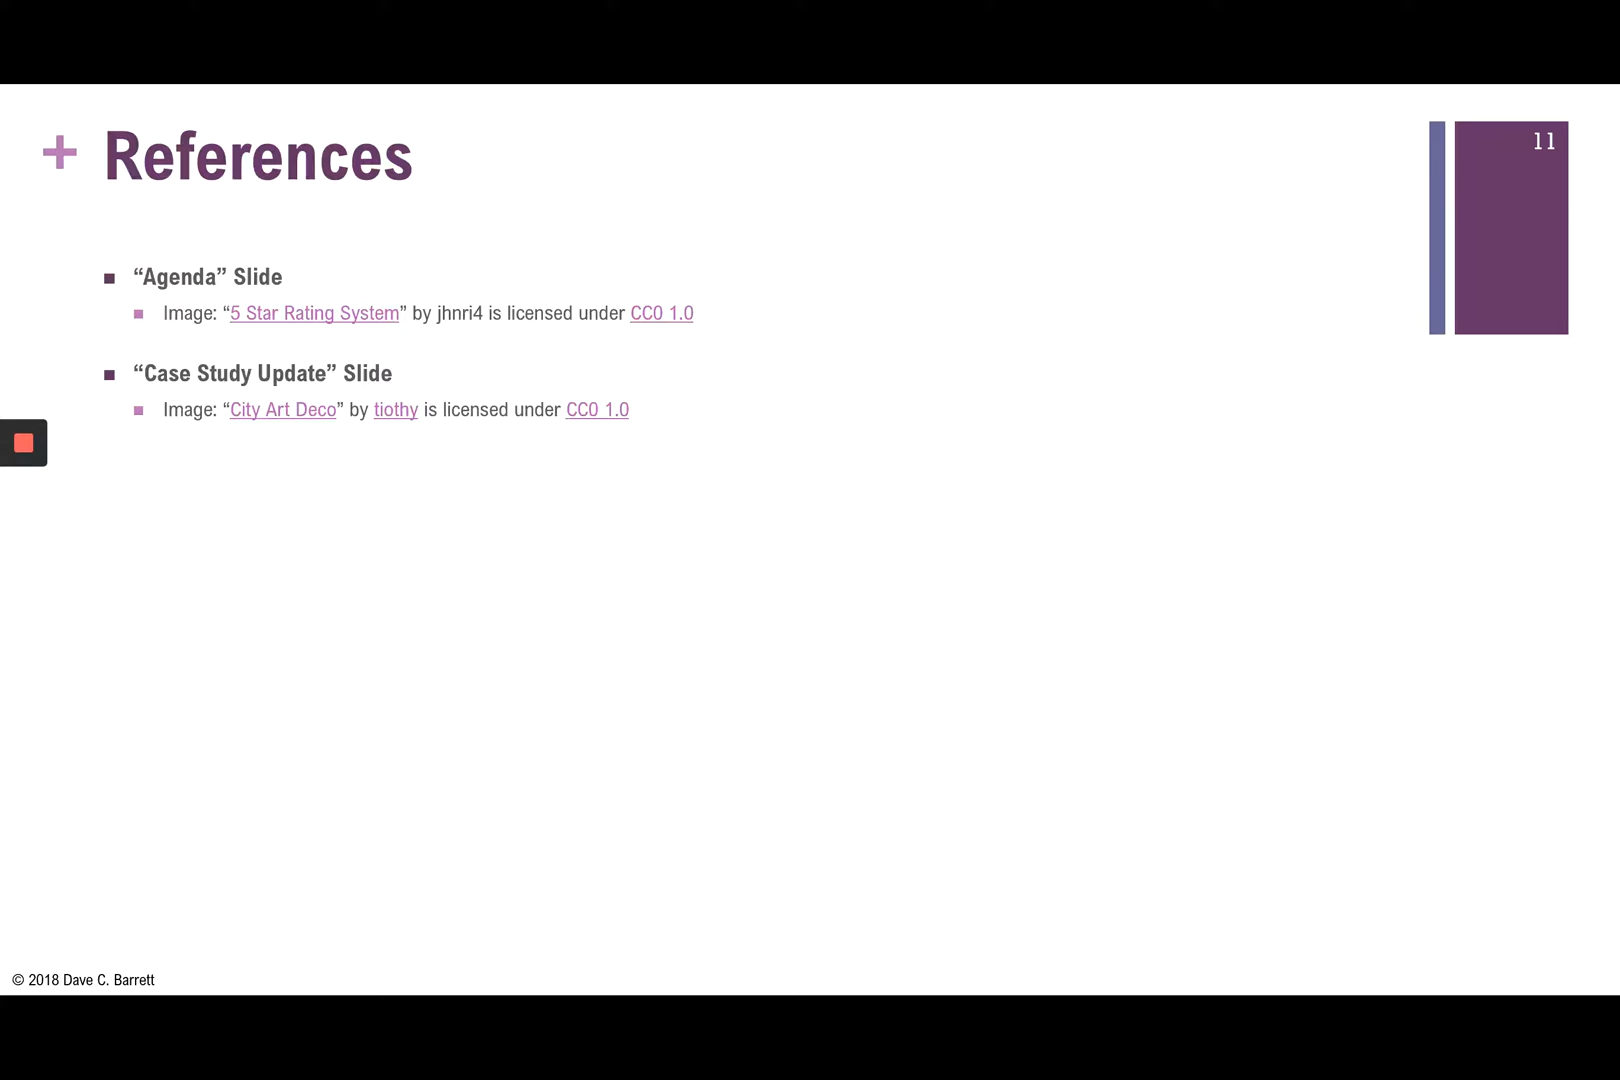 + References
11
“Agenda” Slide
Image: “5 Star Rating System” by jhnri4 is licensed under CC0 1.0
“Case Study Update” Slide
Image: “City Art Deco” by tiothy is licensed under CC0 1.0
© 2018 Dave C. Barrett